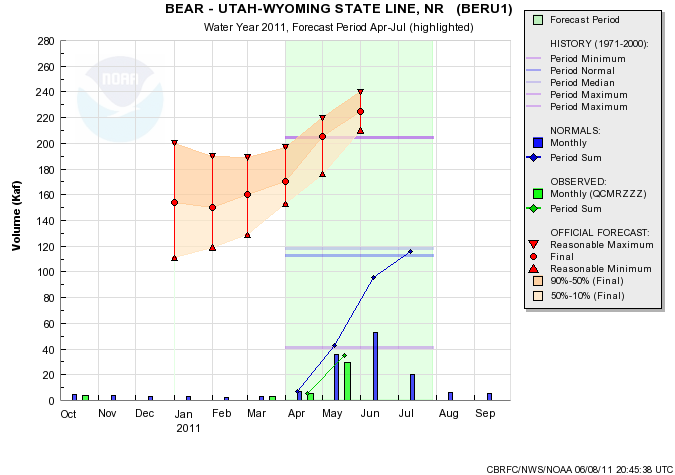 BEAR - UTAH-WYOMING STATE LINE, NR (BERU1)
Water Year 2011, Forecast Period Apr-Jul (highlighted)
Volume (Kaf)
280
260
240
220
200
180
160
140
120
100
80
60
40
20
0
NOAA
Oct Nov Dec Jan Feb Mar Apr May Jun Jul Aug Sep
2011
Forecast Period
HISTORY (1971-2000):
Period Minimum
Period Normal
Period Median
Period Maximum
Period Maximum
NORMALS:
Monthly
Period Sum
OBSERVED:
Monthly (QCMRZZZ)
Period Sum
OFFICIAL FORECAST:
Reasonable Maximum
Final
Reasonable Minimum
90%-50% (Final)
50%-10% (Final)
CBRFC/NWS/NOAA 06/08/11 20:45:38 UTC